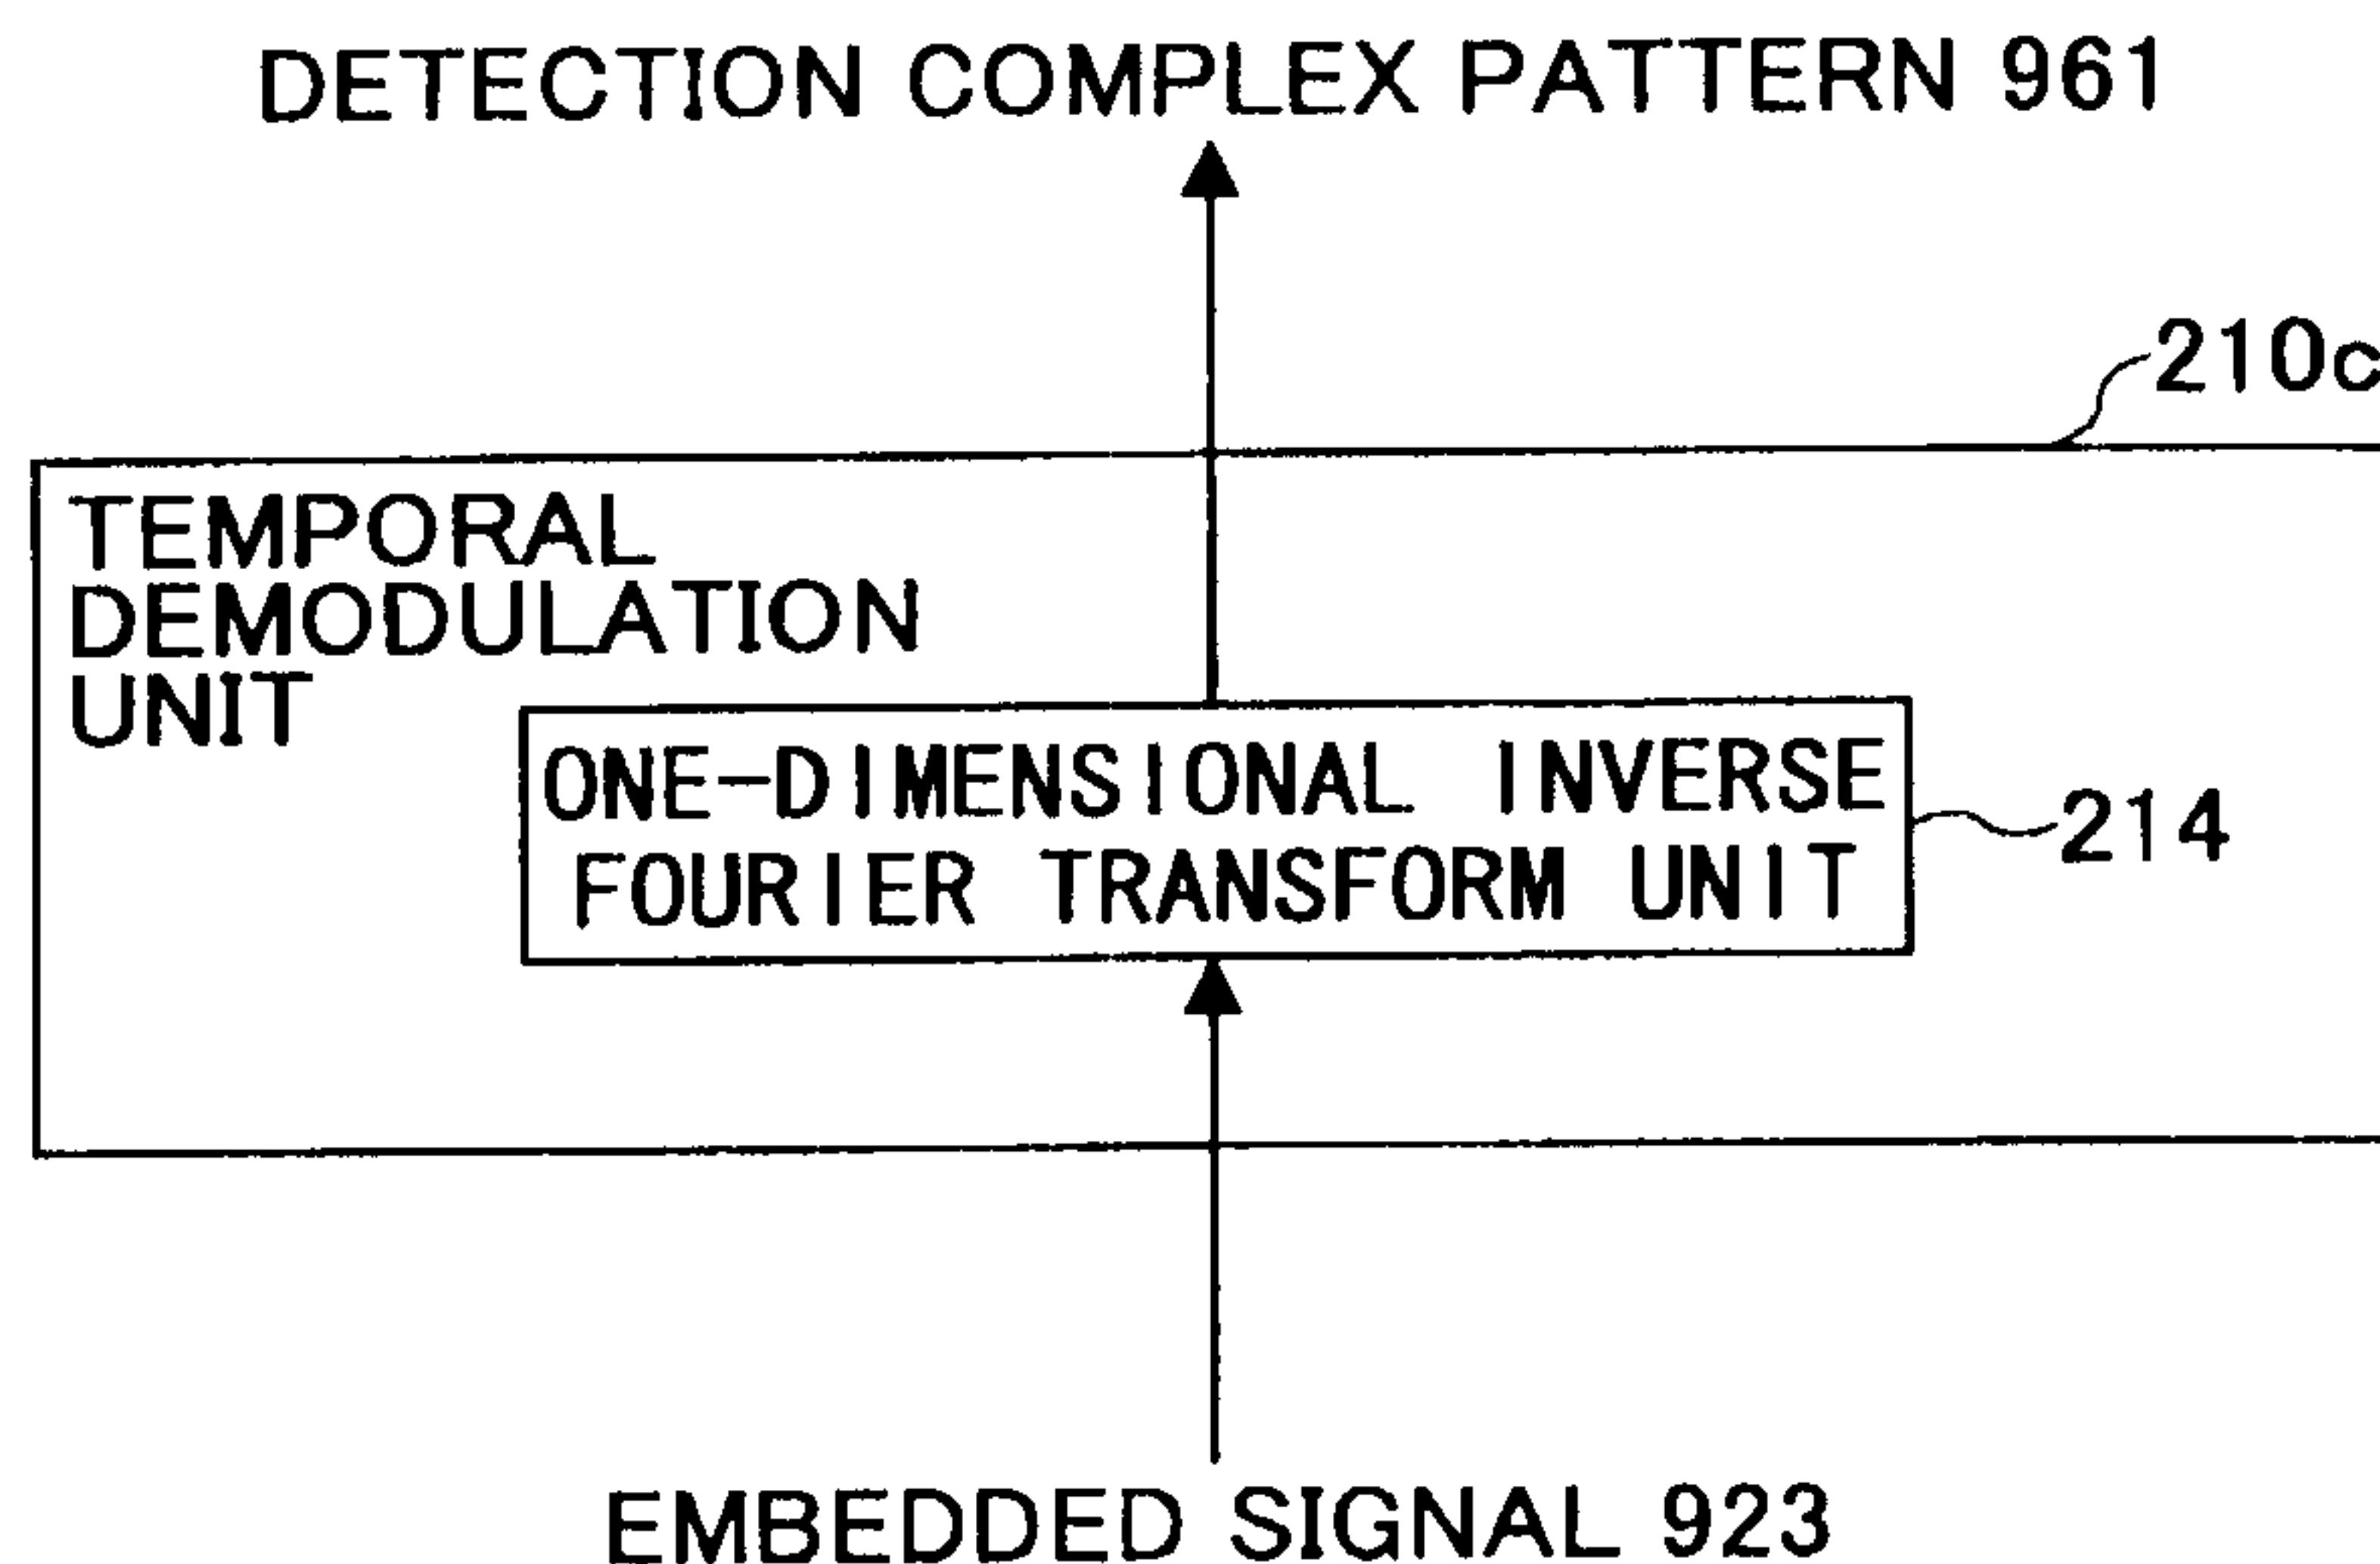 DETECTION COMPLEX PATTERN 961
210c
TEMPORAL
DEMODULATION
UNIT
ONE-DIMENSIONAL INVERSE
FOURIER TRANSFORM UNIT
214
EMBEDDED SIGNAL 923